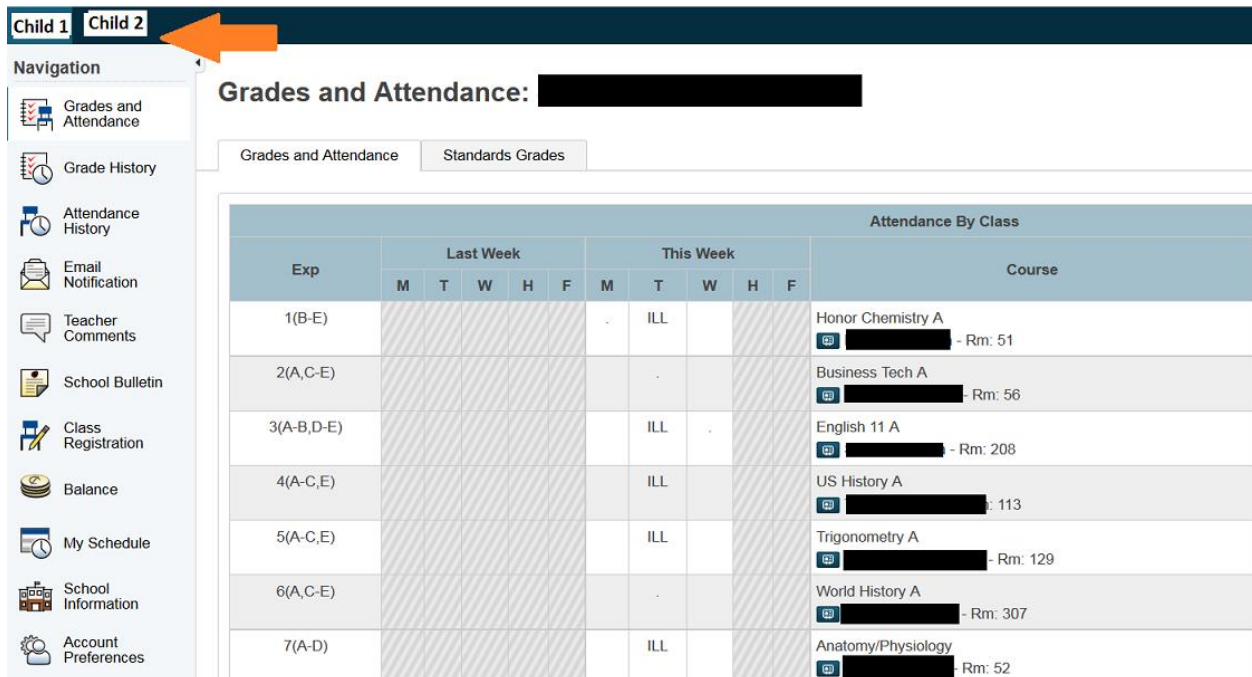 Child 1 Child 2
Navigation
Grades and
Attendance
Grade History
Attendance
History
Email
Notification
Teacher
Comments
School Bulletin
Class
Registration
Balance
My Schedule
School
Information
Account
Preferences
Grades and Attendance:
Grades and Attendance Standards Grades
Attendance By Class
Exp Last Week This Week Course
M T W H F M T W H F
1(B-E) . ILL Honor Chemistry A
- Rm: 51
2(A,C-E) . Business Tech A
- Rm: 56
3(A-B,D-E) ILL . English 11 A
- Rm: 208
4(A-C,E) ILL US History A
: 113
5(A-C,E) ILL Trigonometry A
- Rm: 129
6(A,C-E) . World History A
- Rm: 307
7(A-D) ILL Anatomy/Physiology
Rm: 52